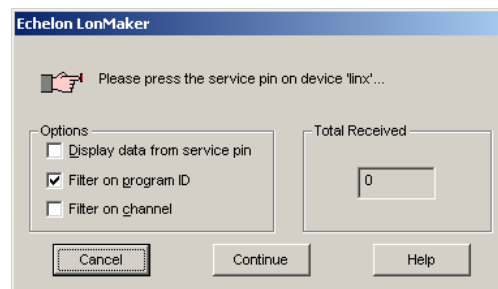 Echelon LonMaker
Please press the service pin on device 'linx'...
Options
Display data from service pin
Filter on program ID
Filter on channel
Total Received
0
Cancel
Continue
Help